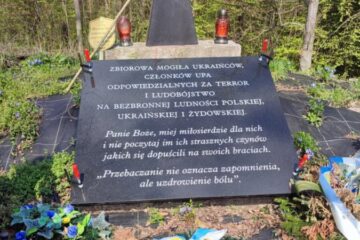 ZBIOROWA MOGIŁA UKRAIŃCÓW,
CZŁONKÓW UPA
ODPOWIEDZIALNYCH ZA TERROR
I LUDOBÓJSTWO
NA BEZBRONNEJ LUDNOŚCI POLSKIEJ,
UKRAIŃSKIEJ I ŻYDOWSKIEJ.
Panie Boże, miej miłosierdzie dla nich
i nie poczytaj im ich strasznych czynów
jakich się dopuścili na swoich braciach.
„Przebaczanie nie oznacza zapomnienia,
ale uzdrowienie bólu”.